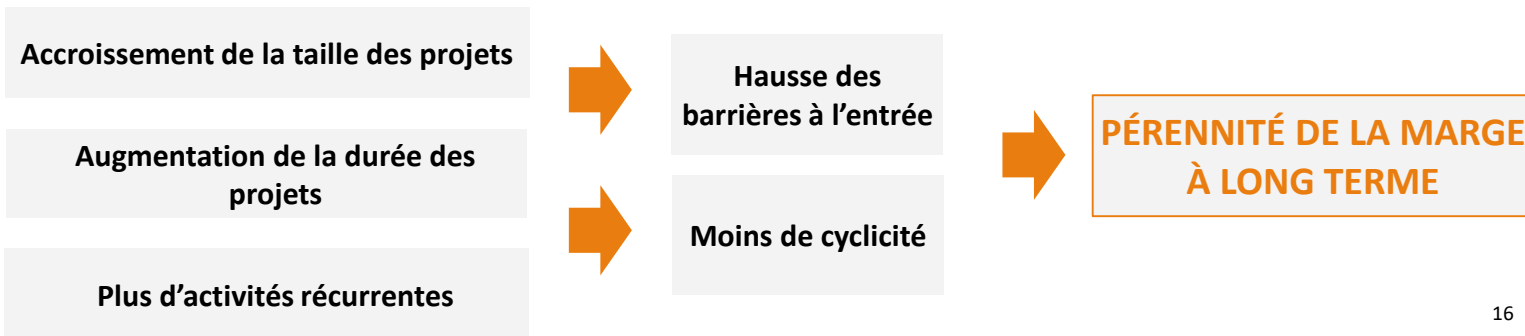 Accroissement de la taille des projets
Augmentation de la durée des
projets
Plus d’activités récurrentes
Hausse des
barrières à l’entrée
Moins de cyclicité
PÉRENNITÉ DE LA MARGE
À LONG TERME
16